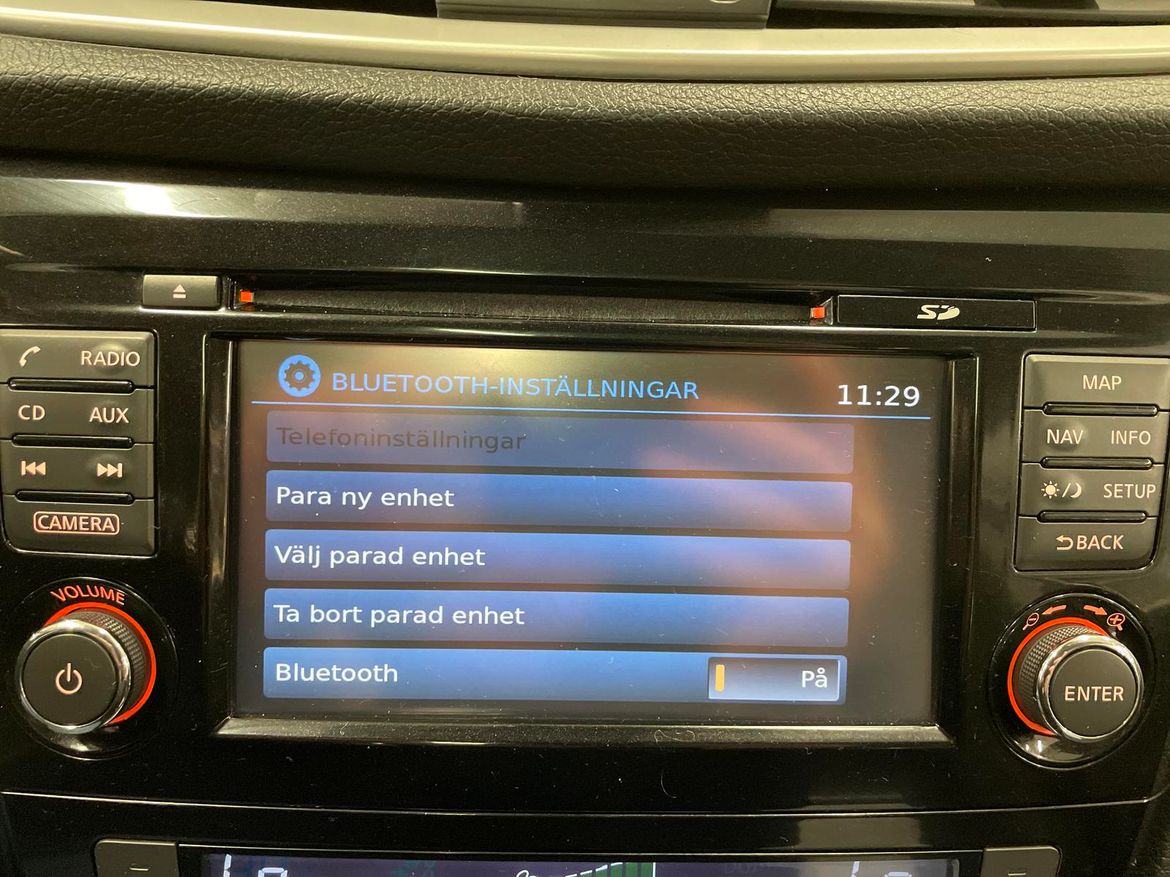 SD
RADIO
CD AUX
CAMERA
VOLUME
BLUETOOTH-INSTÄLLNINGAR 11:29
Telefoninställningar
Para ny enhet
Välj parad enhet
Ta bort parad enhet
Bluetooth På
MAP
NAV INFO
SETUP
BACK
ENTER